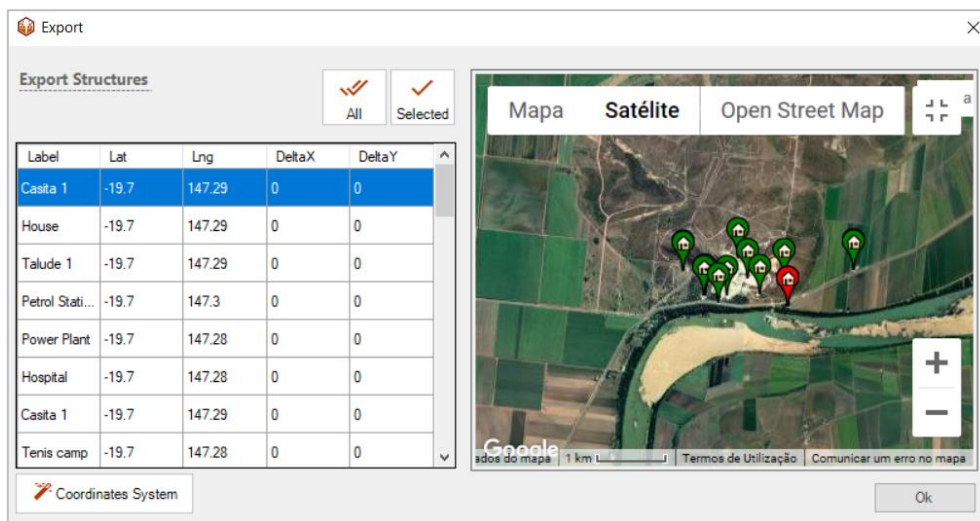 Export
Export Structures
All
Selected
Label Lat Lng DeltaX DeltaY
Casita 1 -19.7 147.29 0 0
House -19.7 147.29 0 0
Talude 1 -19.7 147.29 0 0
Petrol Stati... -19.7 147.3 0 0
Power Plant -19.7 147.28 0 0
Hospital -19.7 147.28 0 0
Casita 1 -19.7 147.29 0 0
Tenis camp -19.7 147.28 0 0
Coordinates System
Mapa Satélite Open Street Map
a
+
−
Google
ados do mapa 1 km Termos de Utilização Comunicar um erro no mapa
Ok